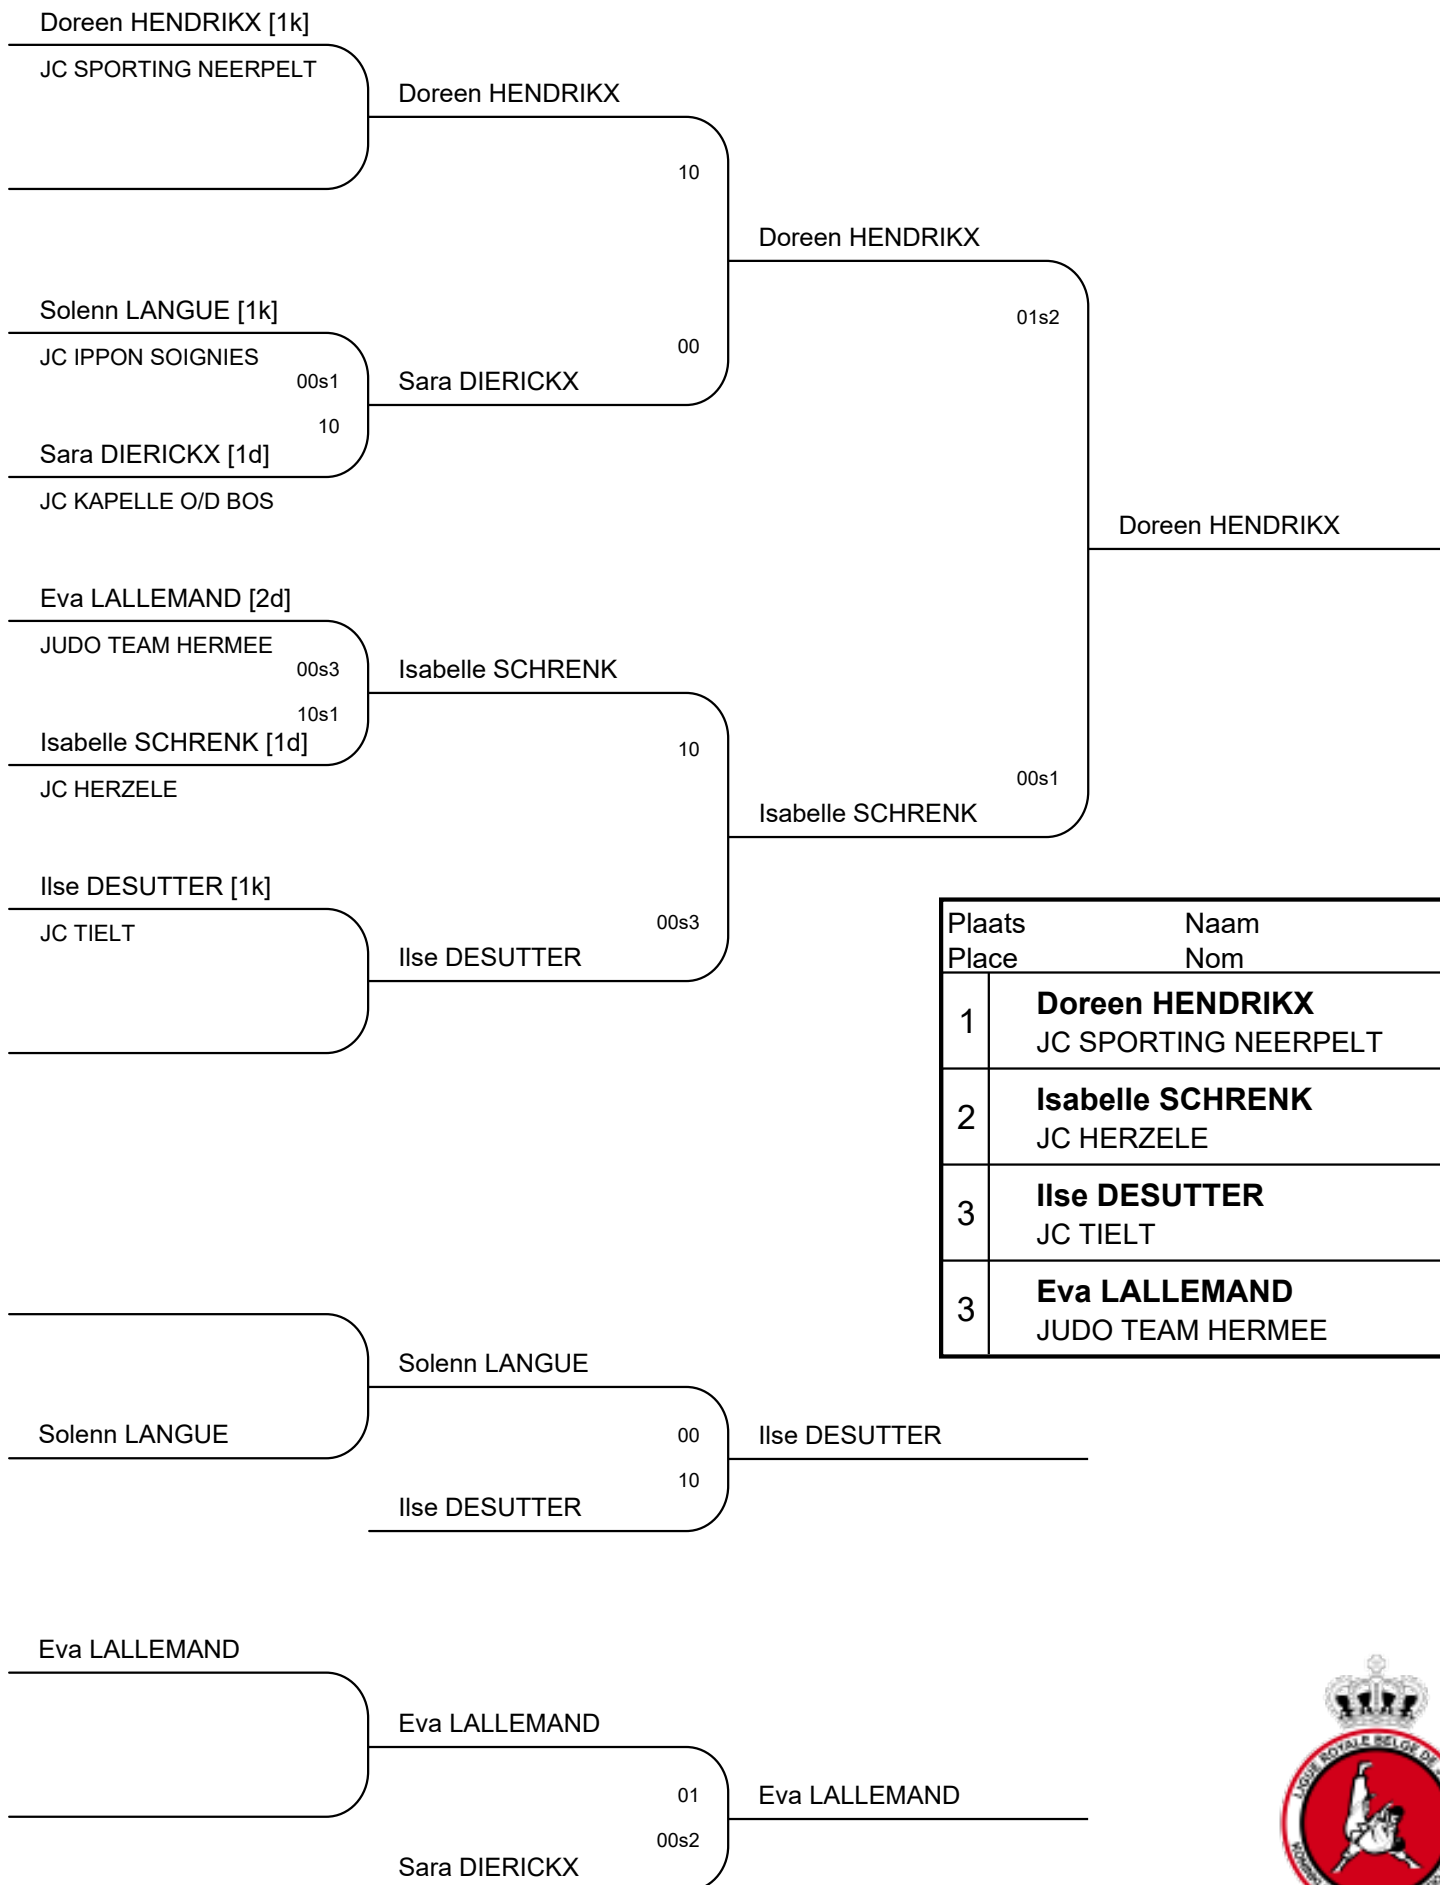 Doreen HENDRIKX [1k]
JC SPORTING NEERPELT
Doreen HENDRIKX
10
Doreen HENDRIKX
Solenn LANGUE [1k]
JC IPPON SOIGNIES
00s1
10
00
Sara DIERICKX
Sara DIERICKX [1d]
JC KAPELLE O/D BOS
01s2
Doreen HENDRIKX
Eva LALLEMAND [2d]
JUDO TEAM HERMEE
00s3
10s1
Isabelle SCHRENK
Isabelle SCHRENK [1d]
JC HERZELE
10
00s1
Isabelle SCHRENK
Ilse DESUTTER [1k]
JC TIELT
00s3
Ilse DESUTTER
Plaats Naam
Place Nom
1 Doreen HENDRIKX
JC SPORTING NEERPELT
2 Isabelle SCHRENK
JC HERZELE
3 Ilse DESUTTER
JC TIELT
3 Eva LALLEMAND
JUDO TEAM HERMEE
Solenn LANGUE
Solenn LANGUE
00
10
Ilse DESUTTER
Ilse DESUTTER
Eva LALLEMAND
Eva LALLEMAND
01
00s2
Eva LALLEMAND
Sara DIERICKX
LIGUE ROYALE BELGE DE